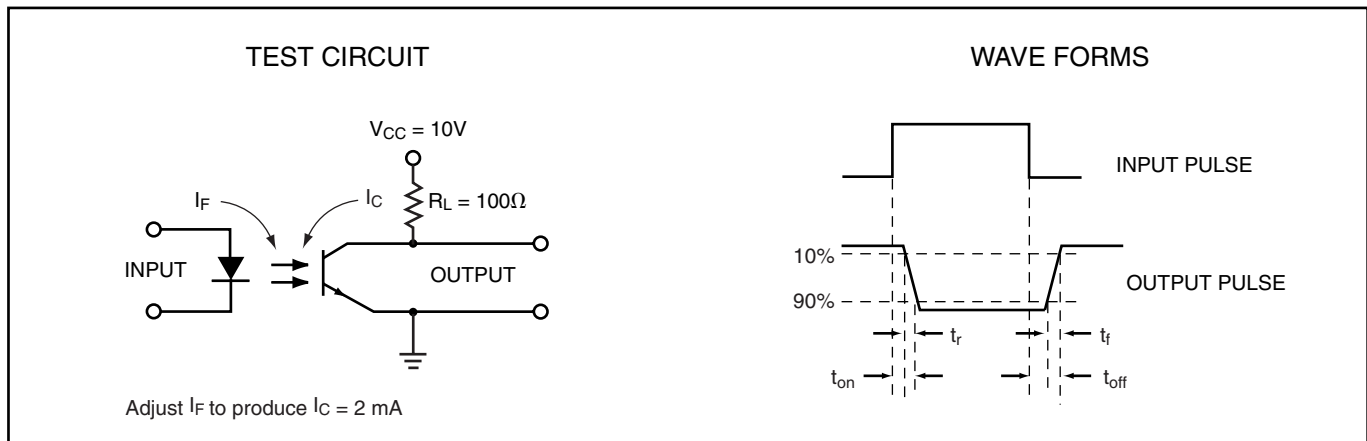 TEST CIRCUIT
VCC = 10V
IF
IC
RL = 100Ω
INPUT
OUTPUT
Adjust IF to produce IC = 2 mA
WAVE FORMS
INPUT PULSE
10%
90%
OUTPUT PULSE
tr
tf
ton
toff